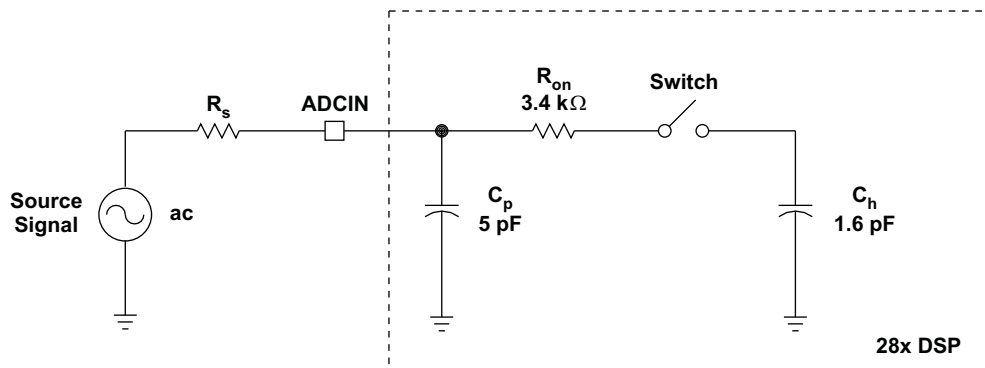 R_s
ADCIN
R_on
3.4 kΩ
Switch
Source
Signal
ac
C_p
5 pF
C_h
1.6 pF
28x DSP